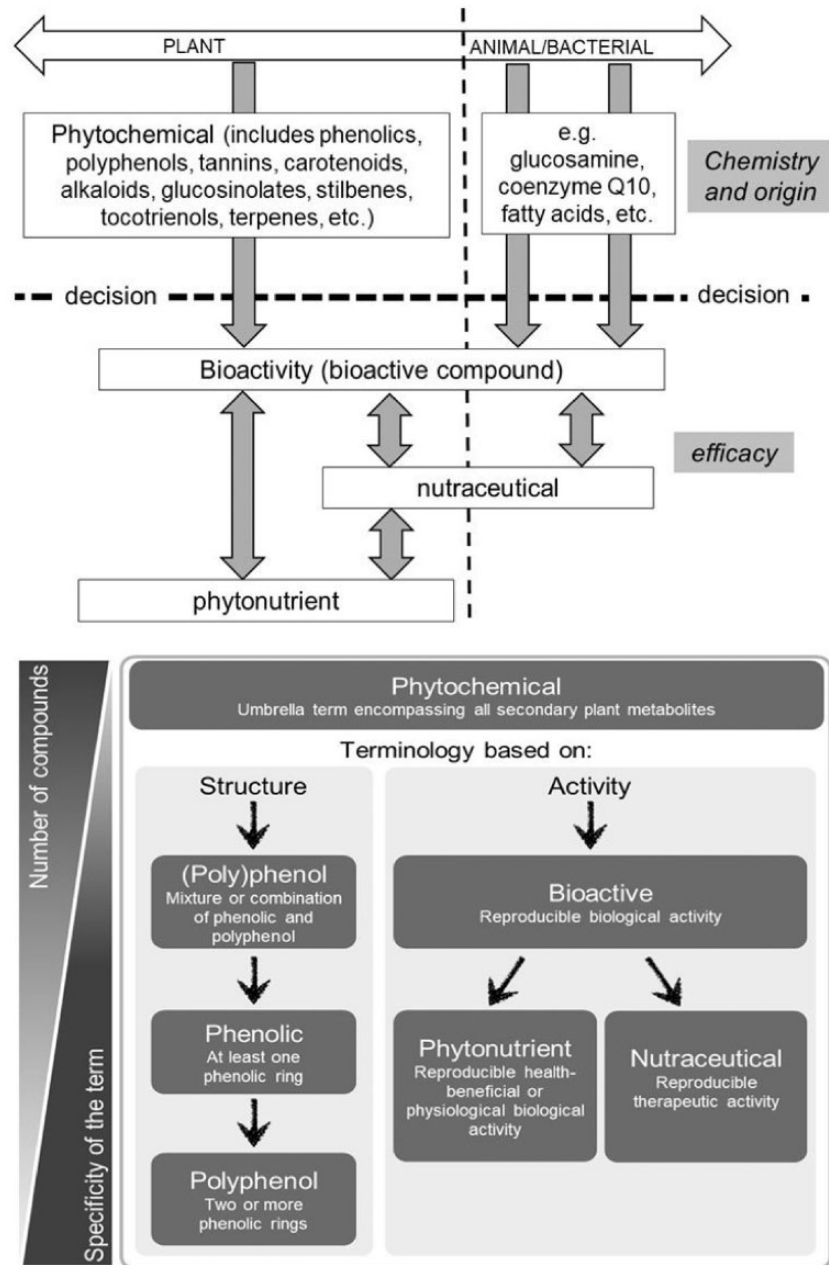 PLANT
ANIMAL/BACTERIAL
Phytochemical (includes phenolics,
polyphenols, tannins, carotenoids,
alkaloids, glucosinolates, stilbenes,
tocotrienols, terpenes, etc.)
e.g.
glucosamine,
coenzyme Q10,
fatty acids, etc.
Chemistry
and origin
decision
decision
Bioactivity (bioactive compound)
efficacy
nutraceutical
phytonutrient
Number of compounds
Specificity of the term
Phytochemical
Umbrella term encompassing all secondary plant metabolites
Terminology based on:
Structure
(Poly)phenol
Mixture or combination
of phenolic and
polyphenol
Phenolic
At least one
phenolic ring
Polyphenol
Two or more
phenolic rings
Activity
Bioactive
Reproducible biological activity
Phytonutrient
Reproducible health-
beneficial or
physiological biological
activity
Nutraceutical
Reproducible
therapeutic activity